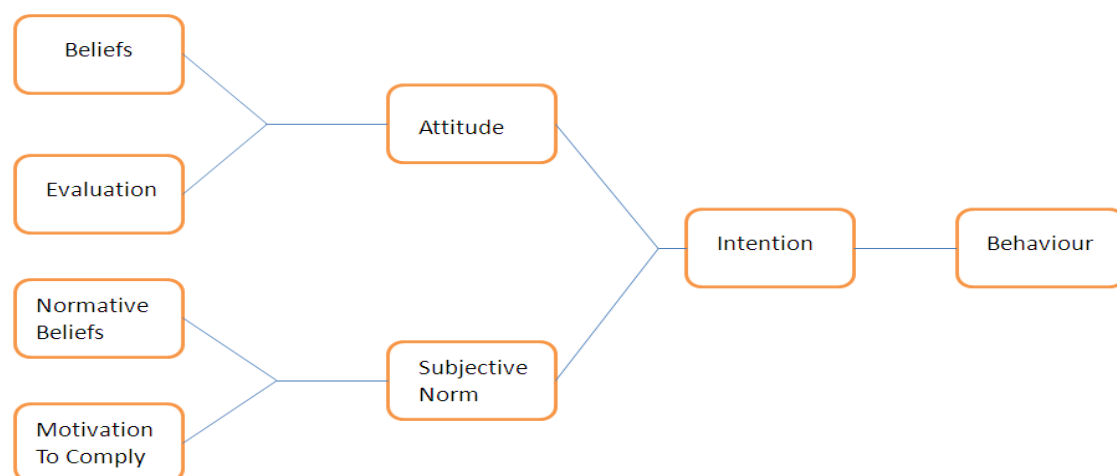 Beliefs
Evaluation
Normative
Beliefs
Motivation
To Comply
Attitude
Subjective
Norm
Intention
Behaviour